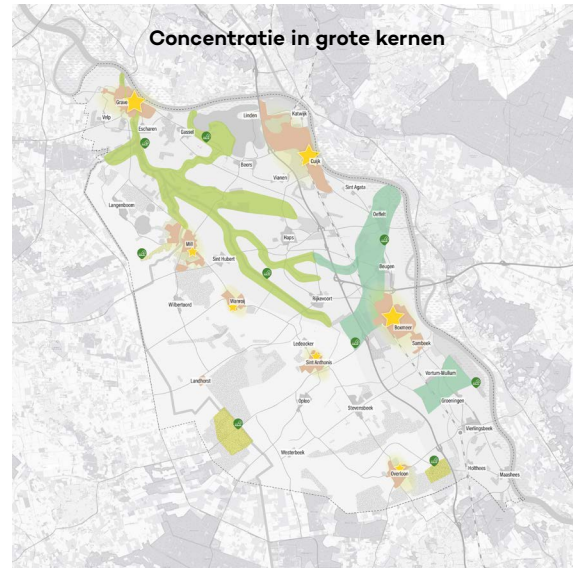 Concentratie in grote kernen
Grave
Velp
Escharen
Gassel
Linden
Katwijk
Beers
Cuijk
Vianen
Sint Agata
Langenboom
Oeffelt
Haps
Mill
Sint Hubert
Beugen
Wilbertoord
Wanroij
Rijkevoort
Boxmeer
Sambeek
Ledeacker
Sint Anthonis
Landhorst
Vortum-Mullem
Oploo
Stevensbeek
Groeningen
Vierlingsbeek
Westerbeek
Overloon
Holthees
Maashees